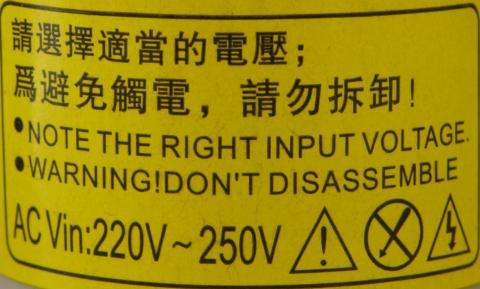 請選擇適當的電壓；
爲避免觸電，請勿拆卸！
•NOTE THE RIGHT INPUT VOLTAGE.
•WARNING!DON'T DISASSEMBLE
AC Vin:220V～250V